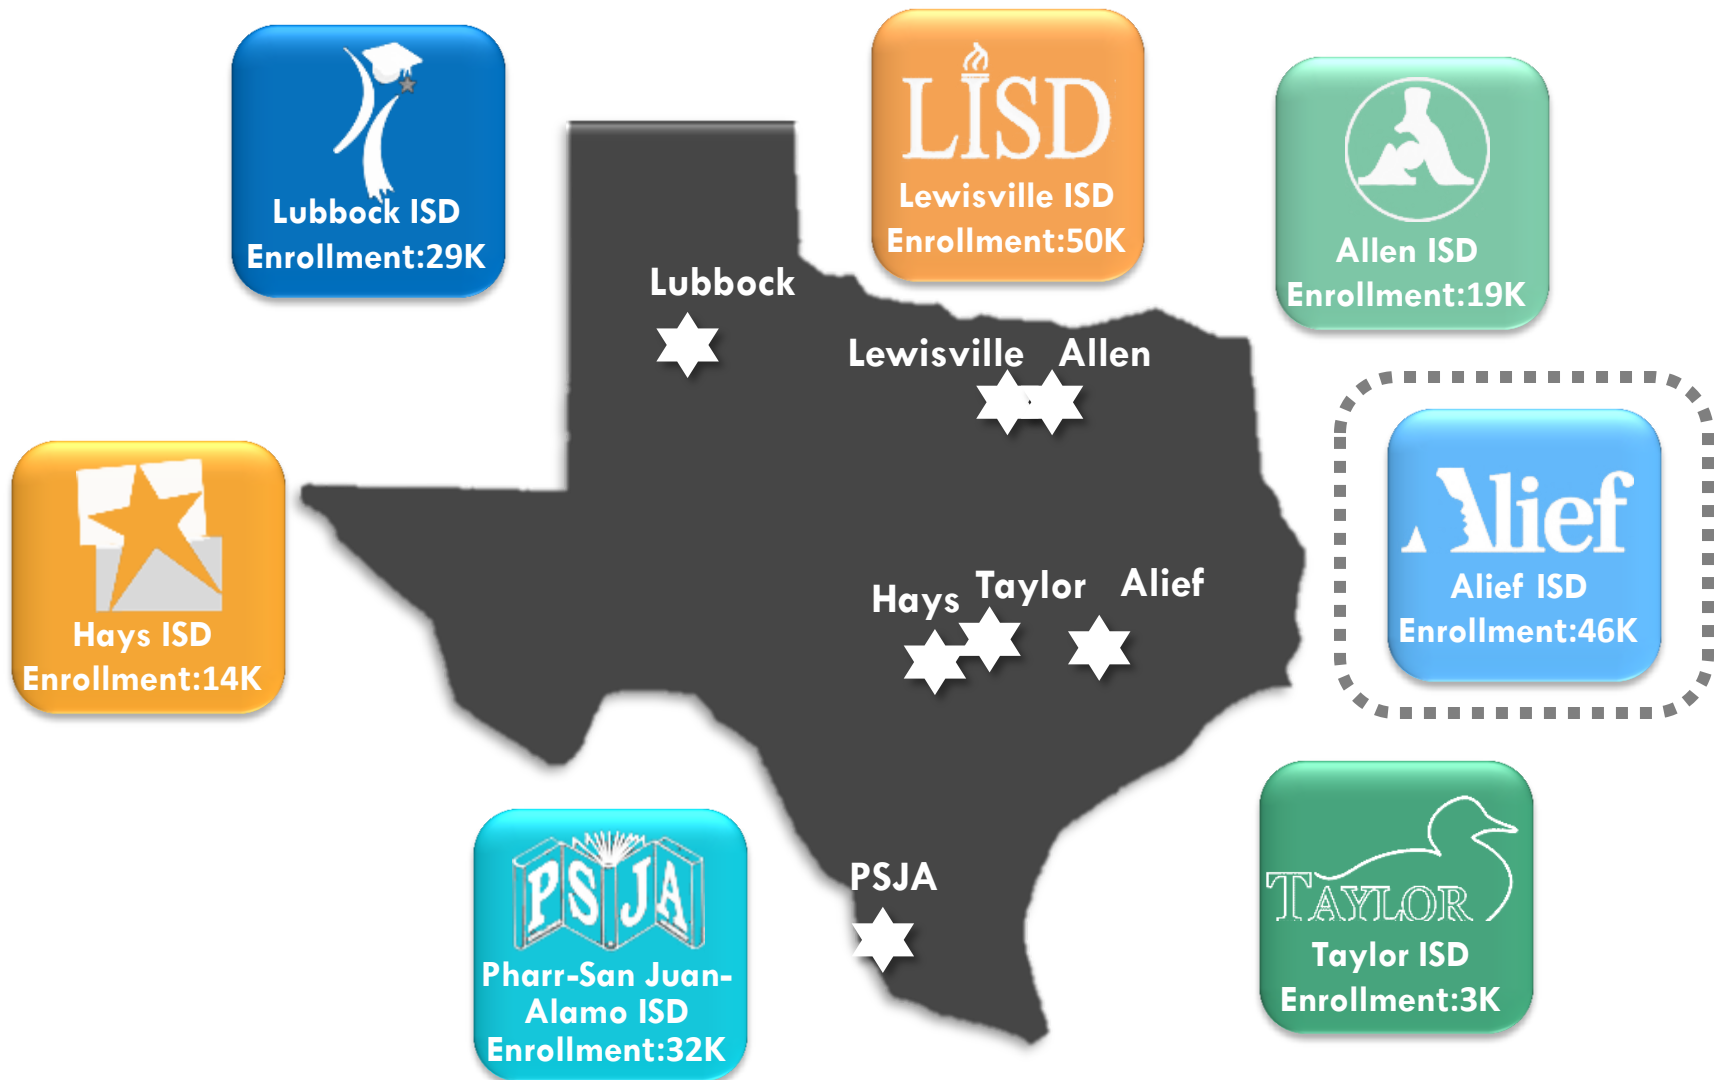 Lubbock ISD
Enrollment:29K
LISD
Lewisville ISD
Enrollment:50K
Allen ISD
Enrollment:19K
Lubbock
Lewisville
Allen
Hays ISD
Enrollment:14K
Alief
Alief ISD
Enrollment:46K
Hays
Taylor
Alief
PSJA
PSJA
Pharr-San Juan-
Alamo ISD
Enrollment:32K
TAYLOR
Taylor ISD
Enrollment:3K